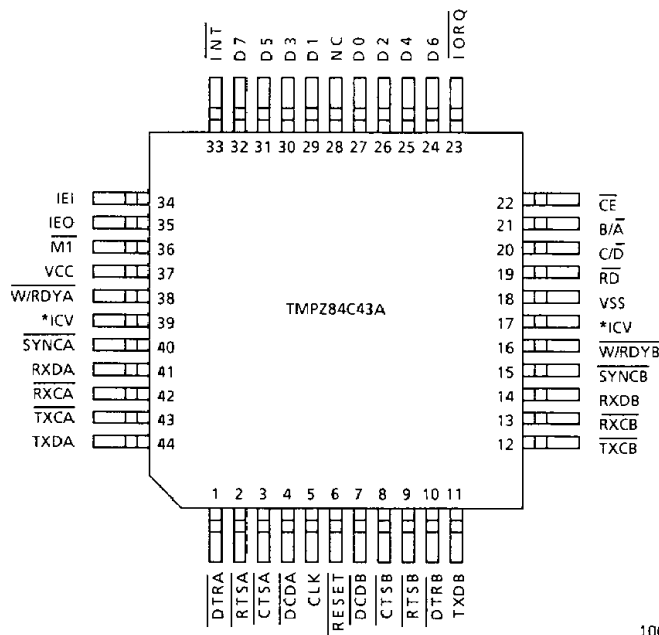 INT D7 D5 D3 D1 NC D0 D2 D4 D6 IORQ
33 32 31 30 29 28 27 26 25 24 23
IEi 34
IEO 35
M1 36
VCC 37
W/RDYA 38
*ICV 39
SYNCA 40
RXDA 41
RXCA 42
TXCA 43
TXDA 44
TMPZ84C43A
22 CE
21 B/A
20 C/D
19 RD
18 VSS
17 *ICV
16 W/RDYB
15 SYNCB
14 RXDB
13 RXCB
12 TXCB
1 2 3 4 5 6 7 8 9 10 11
DTRA RTSA CTSA DCDA CLK RESET DCDB CTSB RTSB DTRB TXDB